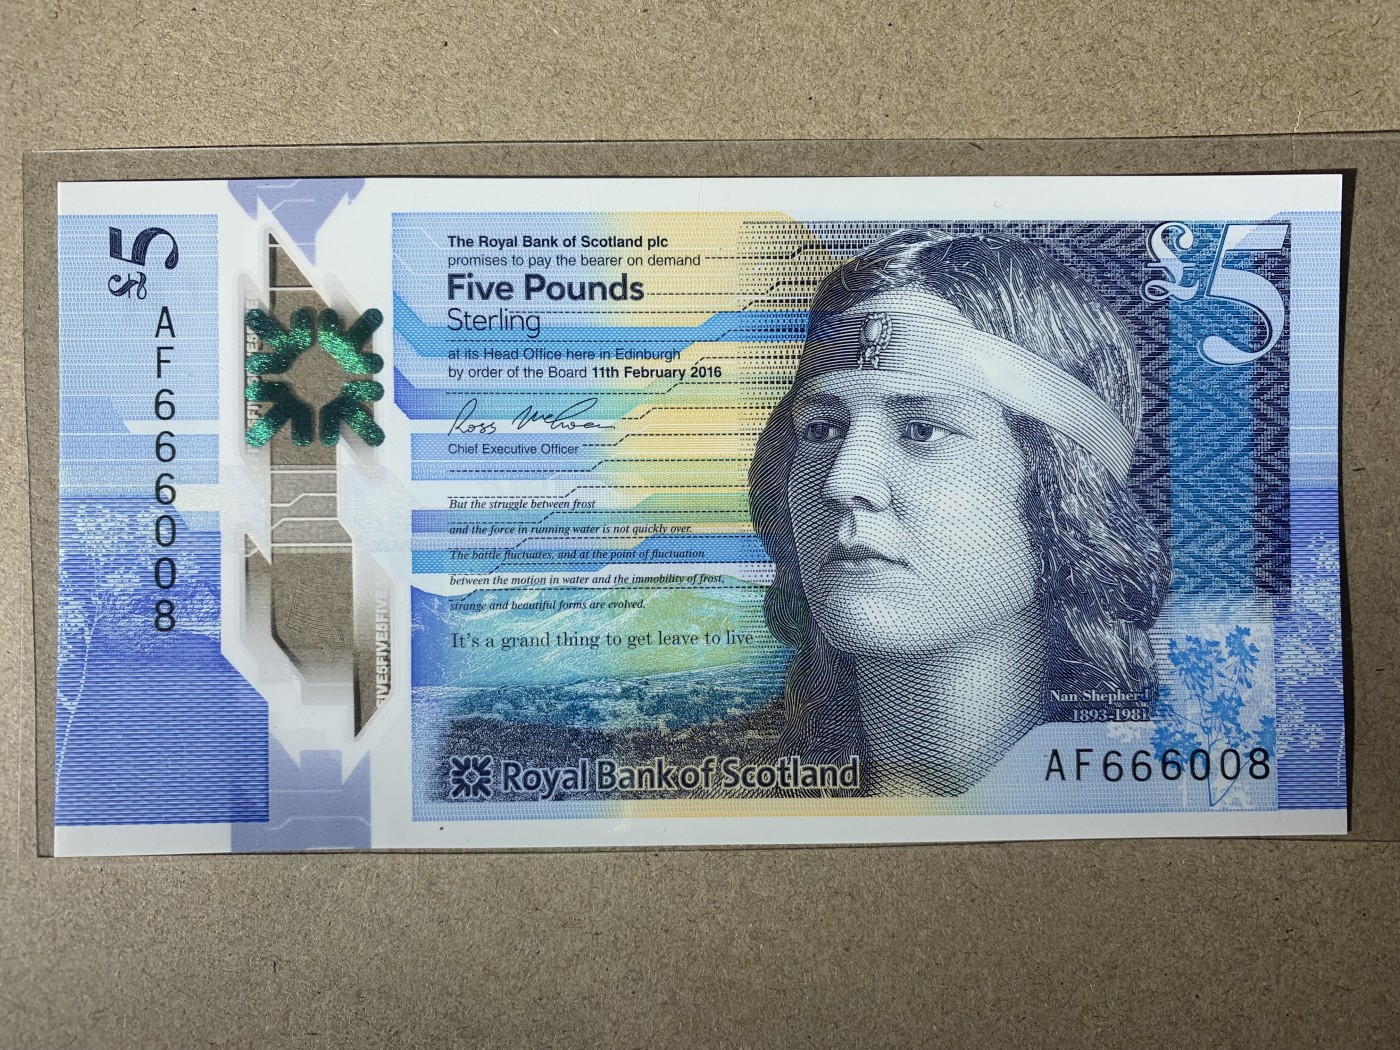 £5
AF666008
The Royal Bank of Scotland plc
promises to pay the bearer on demand
Five Pounds
Sterling
at its Head Office here in Edinburgh
by order of the Board 11th February 2016
Chief Executive Officer
But the struggle between frost
and the force in running water is not quickly over.
The battle fluctuates, and at the point of fluctuation
between the motion in water and the immobility of frost,
strange and beautiful forms are evolved.
It's a grand thing to get leave to live
Royal Bank of Scotland
£5
Nan Shepherd
1893-1981
AF666008
FIVE5FIVE5FIVE